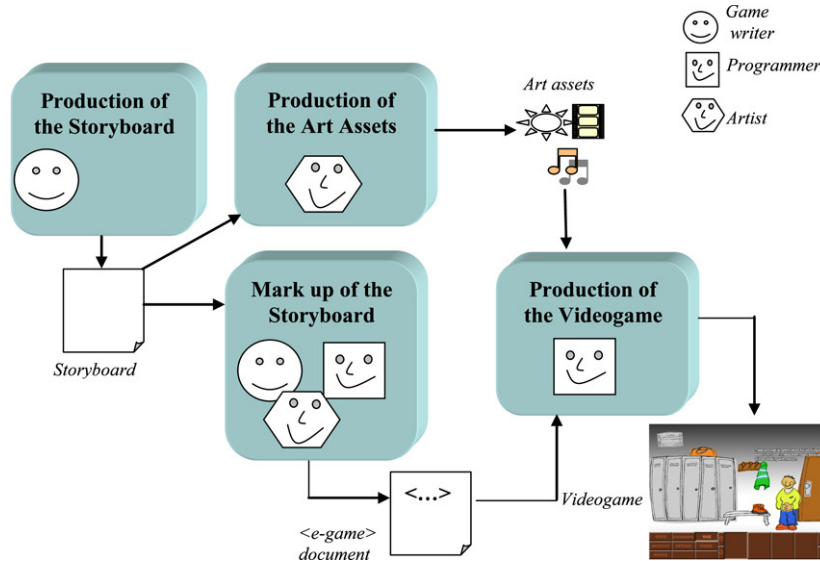 Game
writer
Programmer
Artist
Production of
the Storyboard
Production of
the Art Assets
Art assets
Storyboard
Mark up of the
Storyboard
Production of
the Videogame
<...>
<e-game>
document
Videogame